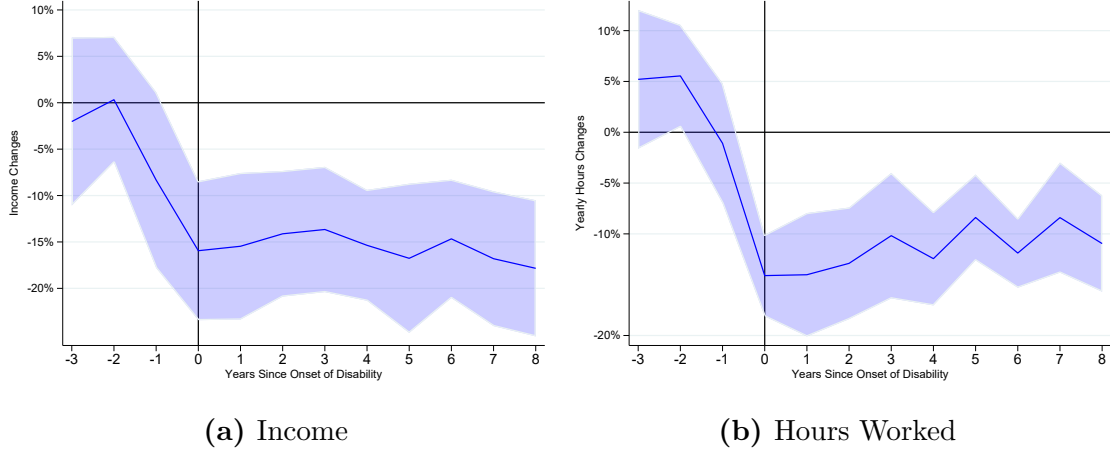 10%
5%
0%
-5%
-10%
-15%
-20%
Income Changes
-3 -2 -1 0 1 2 3 4 5 6 7 8
Years Since Onset of Disability
(a) Income
10%
5%
0%
-5%
-10%
-20%
Yearly Hours Changes
-3 -2 -1 0 1 2 3 4 5 6 7 8
Years Since Onset of Disability
(b) Hours Worked